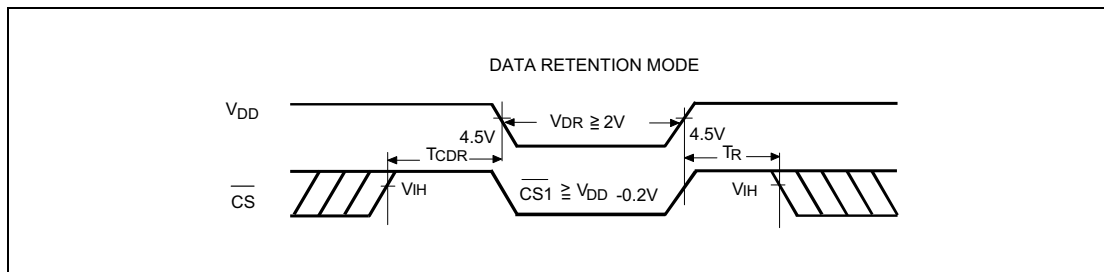 DATA RETENTION MODE
VDD
VDR ≧ 2V
4.5V
4.5V
TCDR
TR
CS
VIH
CS1 ≧ VDD -0.2V
VIH